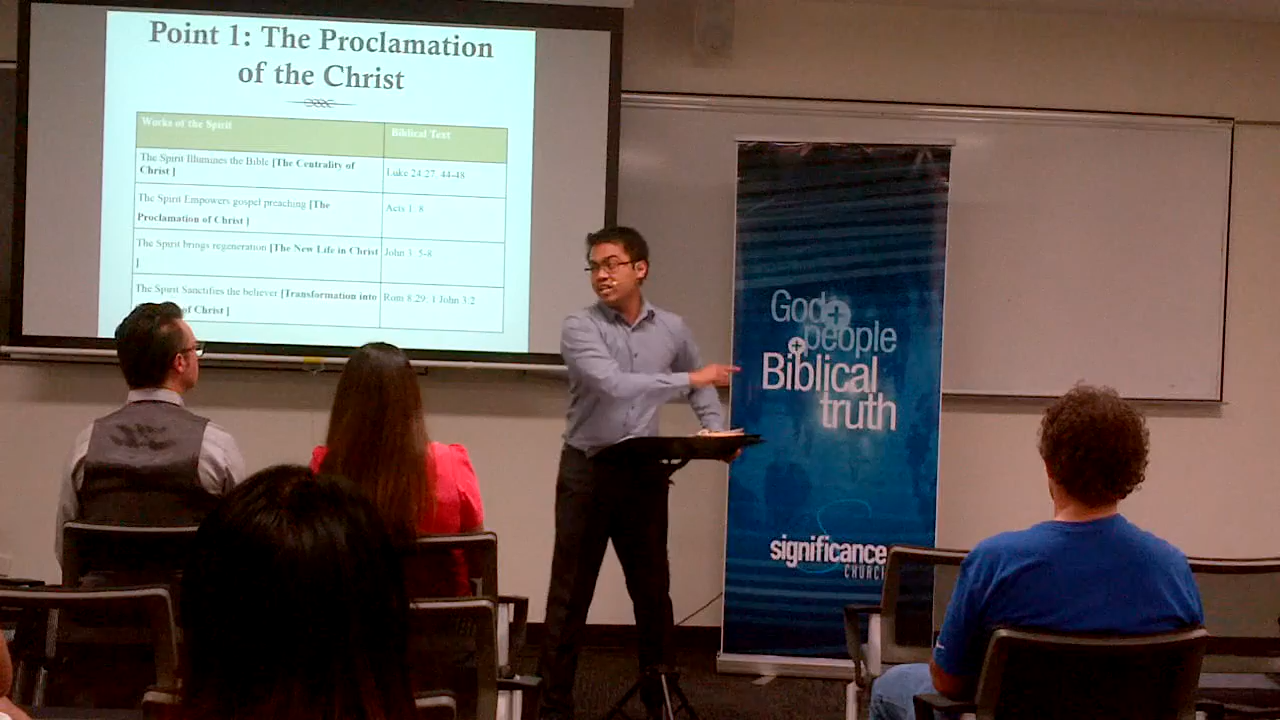 Point 1: The Proclamation
of the Christ
Works of the Spirit
Biblical Text
The Spirit Illumines the Bible [The Centrality of
Christ ]
Luke 24:27, 44-48
The Spirit Empowers gospel preaching [The
Proclamation of Christ ]
Acts 1: 8
The Spirit brings regeneration [The New Life in Christ
]
John 3: 5-8
The Spirit Sanctifies the believer [Transformation into
of Christ ]
Rom 8:29; 1 John 3:2
God+
people
+
Biblical
truth
significance
CHURCH